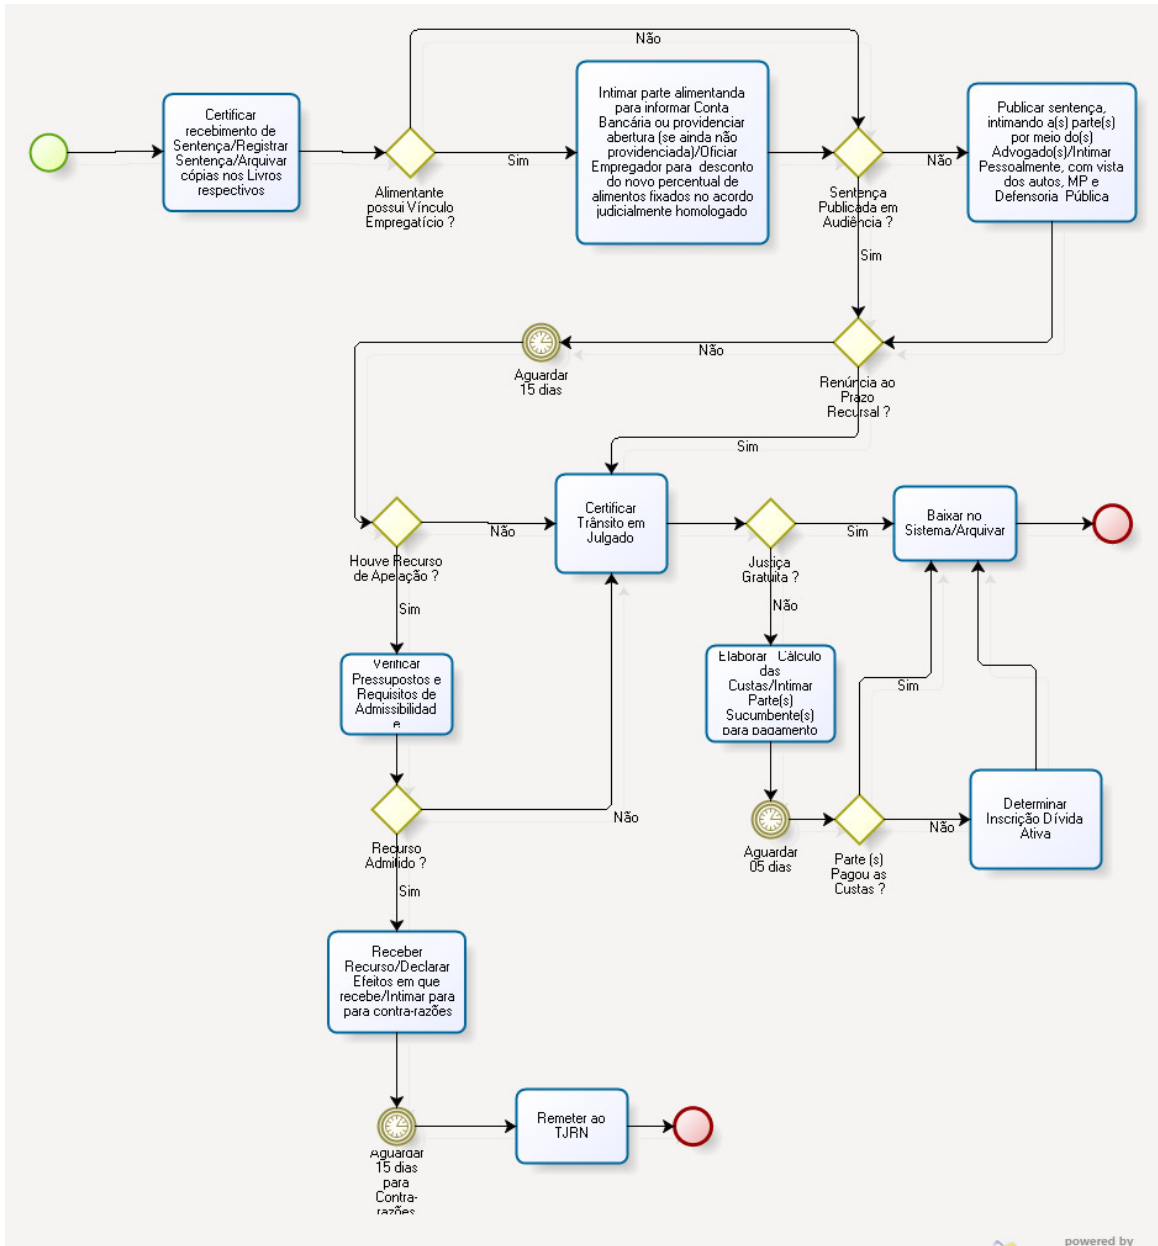 Não
Certificar
recebimento de
Sentença/Registrar
Sentença/Arquivar
cópias nos Livros
respectivos
Alimentante
possui Vínculo
Empregatício ?
Sim
Intimar parte alimentanda
para informar Conta
Bancária ou providenciar
abertura (se ainda não
providenciada)/Oficiar
Empregador para desconto
do novo percentual de
alimentos fixados no acordo
judicialmente homologado
Sentença
Publicada em
Audiência ?
Não
Publicar sentença,
intimando a(s) parte(s)
por meio do(s)
Advogado(s)/Intimar
Pessoalmente, com vista
dos autos, MP e
Defensoria Pública
Sim
Renúncia ao
Prazo
Recursal ?
Não
Aguardar
15 dias
Sim
Houve Recurso
de Apelação ?
Não
Certificar
Trânsito em
Julgado
Justiça
Gratuita ?
Sim
Baixar no
Sistema/Arquivar
Sim
Verificar
Pressupostos e
Requisitos de
Admissibilidad
e
Não
Elaborar Cálculo
das
Custas/Intimar
Parte(s)
Sucumbente(s)
para pagamento
Sim
Recurso
Admitido ?
Não
Aguardar
05 dias
Parte (s)
Pagou as
Custas ?
Não
Determinar
Inscrição Dívida
Ativa
Sim
Receber
Recurso/Declarar
Efeitos em que
recebe/Intimar para
para contra-razões
Aguardar
15 dias
para
Contra-
razões
Remeter ao
TJRN
powered by